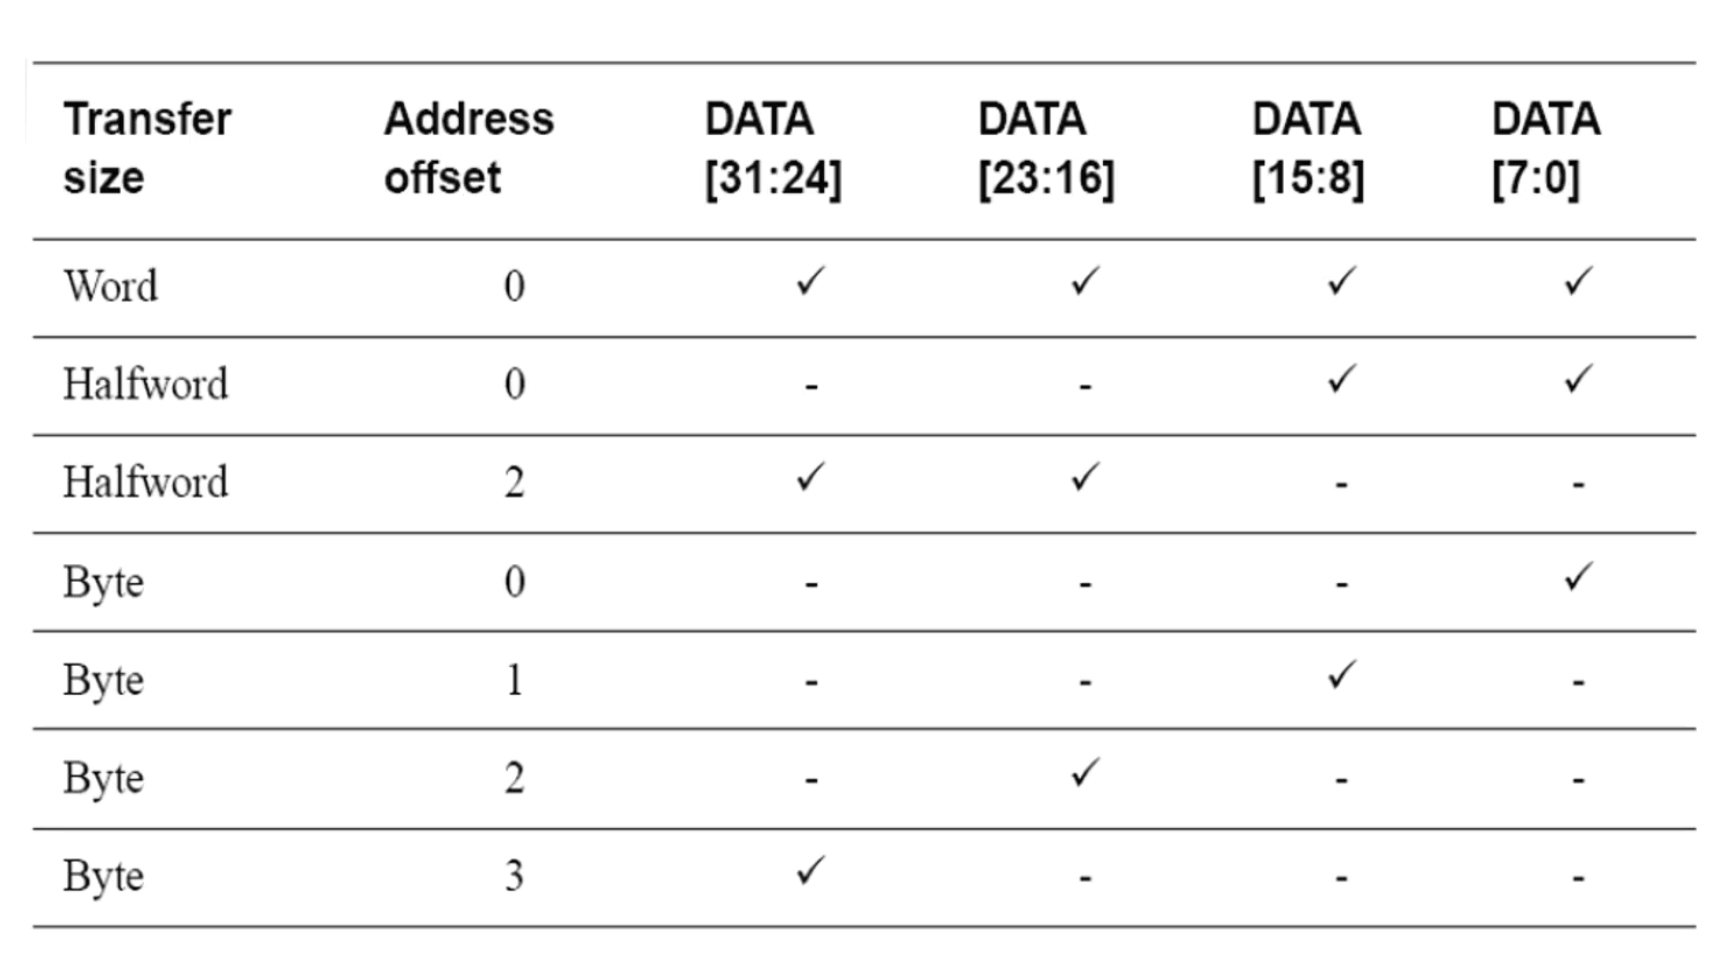 Transfer size Address offset DATA [31:24] DATA [23:16] DATA [15:8] DATA [7:0]
Word 0 ✓ ✓ ✓ ✓
Halfword 0 - - ✓ ✓
Halfword 2 ✓ ✓ - -
Byte 0 - - - ✓
Byte 1 - - ✓ -
Byte 2 - ✓ - -
Byte 3 ✓ - - -